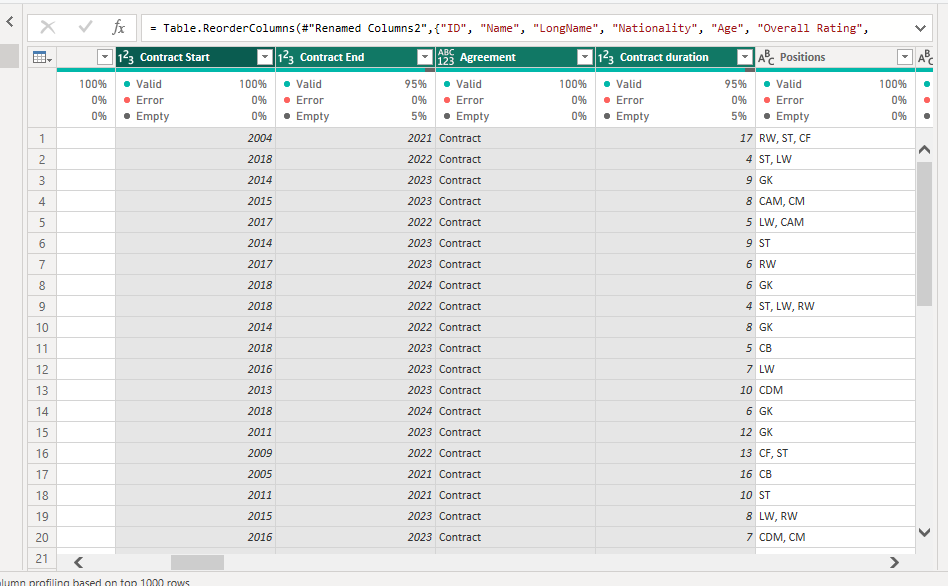 fx = Table.ReorderColumns(#"Renamed Columns2",{"ID", "Name", "LongName", "Nationality", "Age", "Overall Rating",
123 Contract Start 123 Contract End ABC 123 Agreement 123 Contract duration ABC Positions ABC
100% Valid 100% Valid 95% Valid 100% Valid 95% Valid 100%
0% Error 0% Error 0% Error 0% Error 0% Error 0%
0% Empty 0% Empty 5% Empty 0% Empty 5% Empty 0%
1 2004 2021 Contract 17 RW, ST, CF
2 2018 2022 Contract 4 ST, LW
3 2014 2023 Contract 9 GK
4 2015 2023 Contract 8 CAM, CM
5 2017 2022 Contract 5 LW, CAM
6 2014 2023 Contract 9 ST
7 2017 2023 Contract 6 RW
8 2018 2024 Contract 6 GK
9 2018 2022 Contract 4 ST, LW, RW
10 2014 2022 Contract 8 GK
11 2018 2023 Contract 5 CB
12 2016 2023 Contract 7 LW
13 2013 2023 Contract 10 CDM
14 2018 2024 Contract 6 GK
15 2011 2023 Contract 12 GK
16 2009 2022 Contract 13 CF, ST
17 2005 2021 Contract 16 CB
18 2011 2021 Contract 10 ST
19 2015 2023 Contract 8 LW, RW
20 2016 2023 Contract 7 CDM, CM
21
olumn profiling based on top 1000 rows